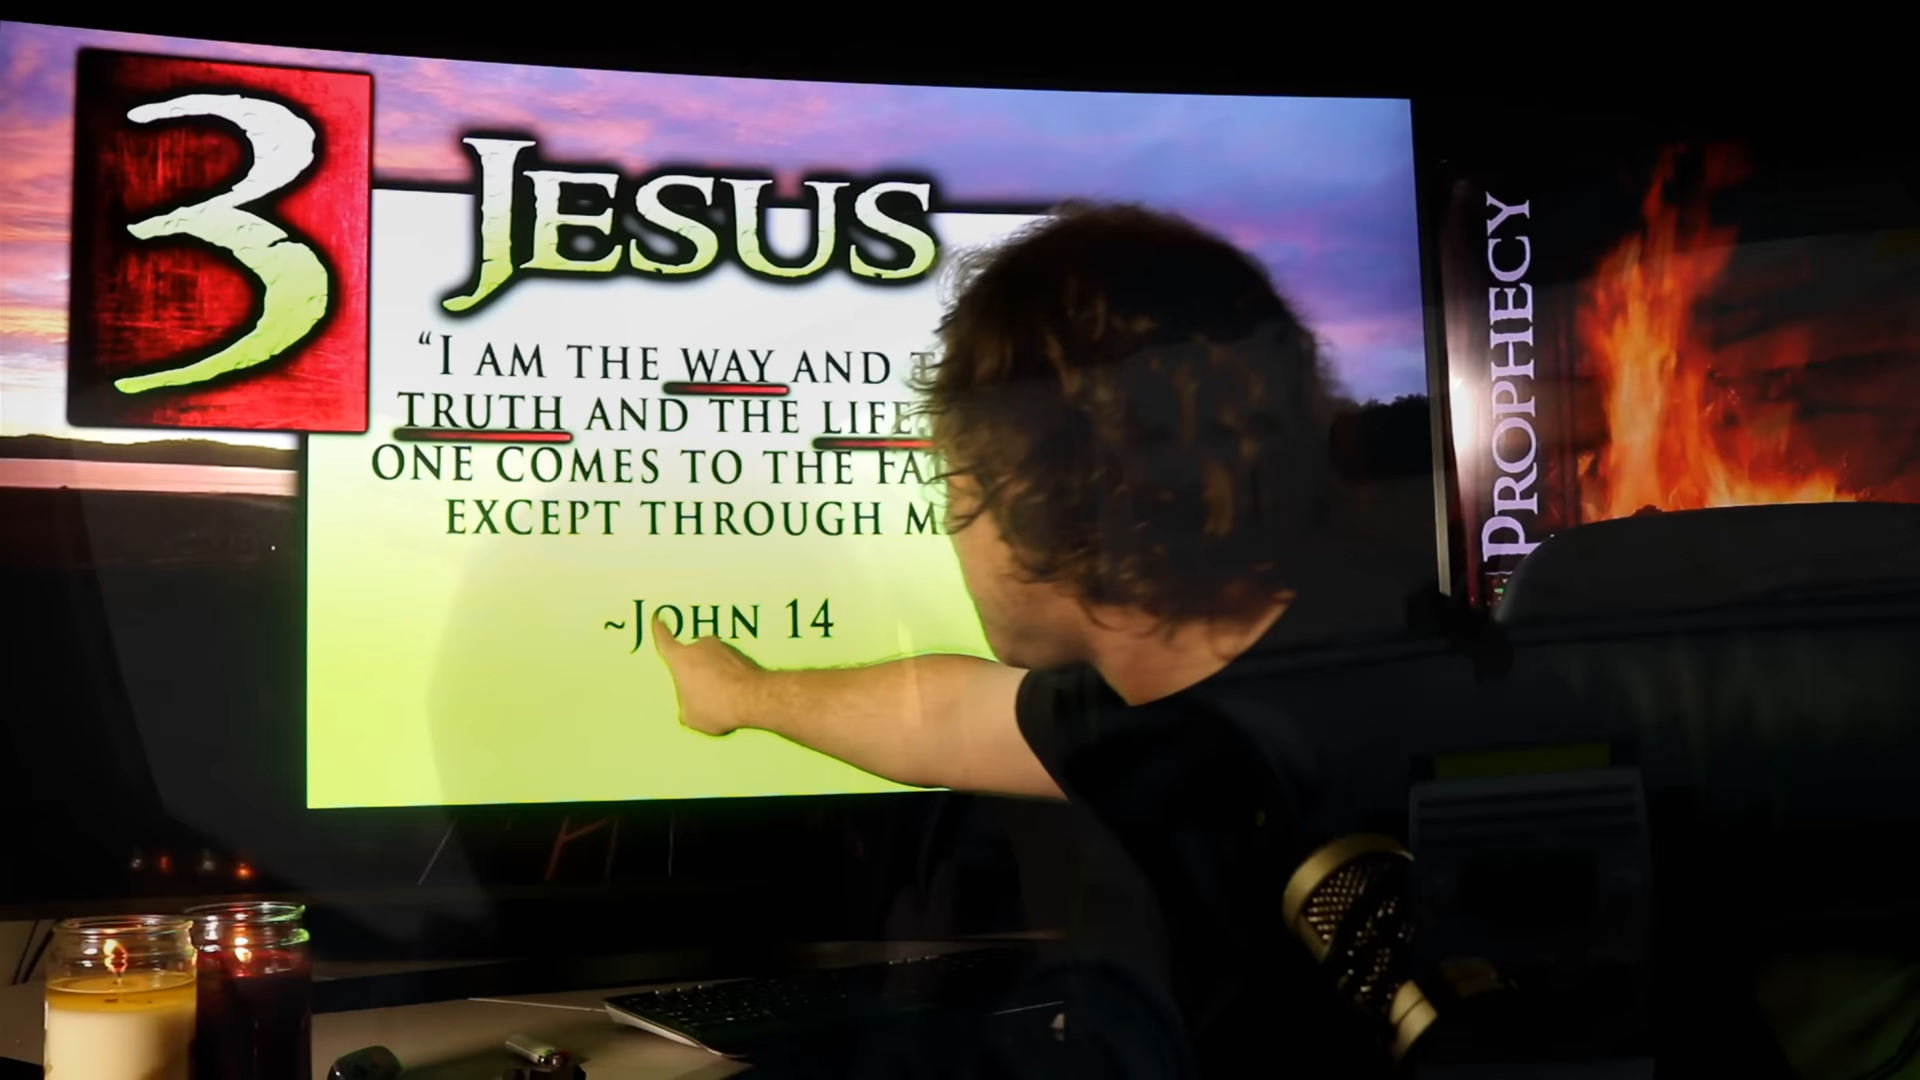 3
JESUS
“I AM THE WAY AND
TRUTH AND THE LIFE
ONE COMES TO THE
EXCEPT THROUGH
~JOHN 14
PROPHECY